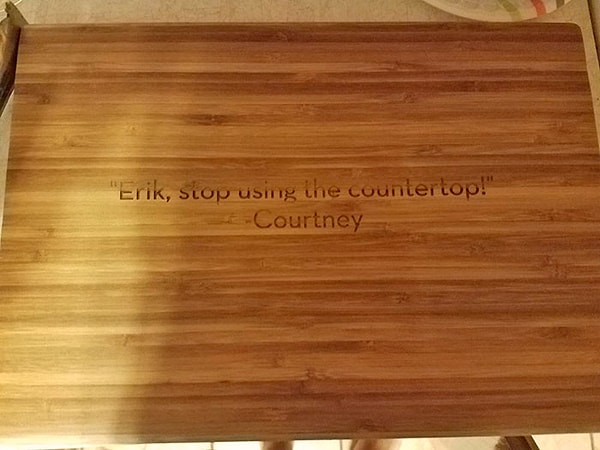 "Erik, stop using the countertop!"
-Courtney